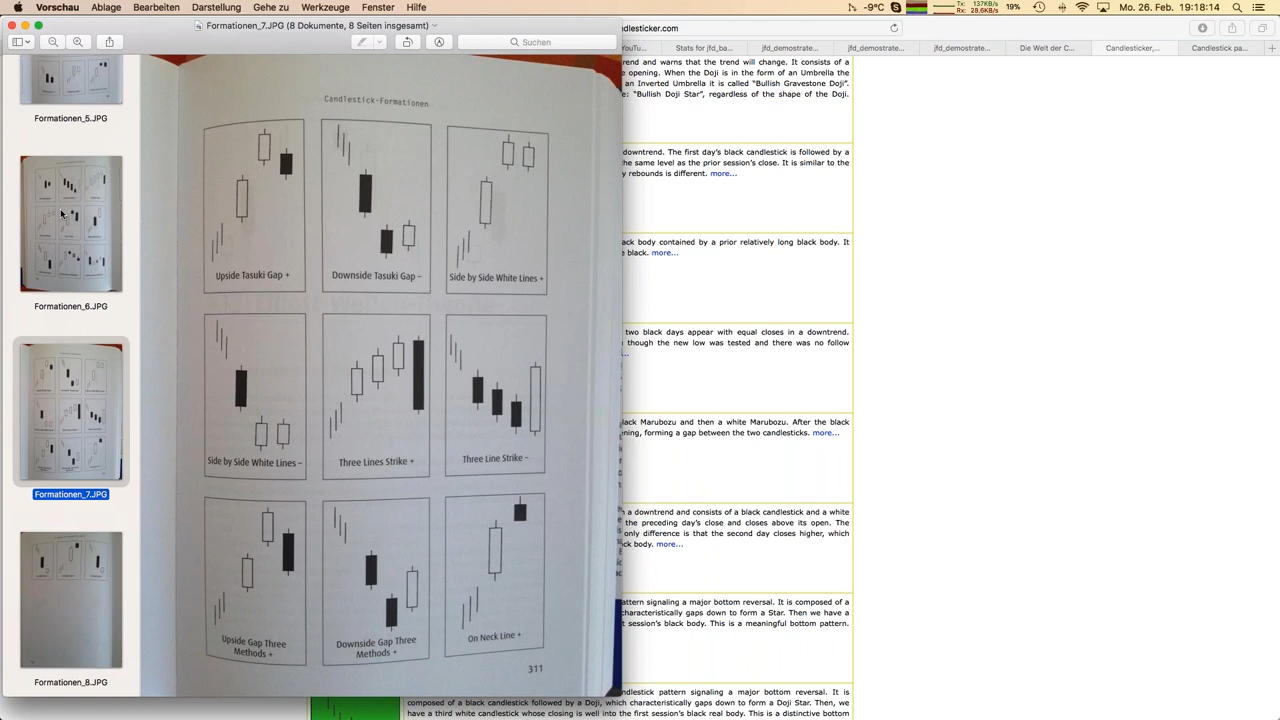 Vorschau Ablage Bearbeiten Darstellung Gehe zu Werkzeuge Fenster Hilfe
-9°C Tx: 137KB/s Rx: 28,6KB/s 19% Mo. 26. Feb. 19:18:14
Formationen_7.JPG (8 Dokumente, 8 Seiten insgesamt)
Suchen
ndlesticker.com
Stats for jfd_ba...
jfd_demostrate...
jfd_demostrate...
jfd_demostrate...
Die Welt der C...
Candlesticker,...
Candlestick pa...
Formationen_5.JPG
Formationen_6.JPG
Formationen_7.JPG
Formationen_8.JPG
Candlestick-Formationen
Upside Tasuki Gap +
Downside Tasuki Gap –
Side by Side White Lines +
Side by Side White Lines –
Three Lines Strike +
Three Line Strike –
Upside Gap Three
Methods +
Downside Gap Three
Methods +
On Neck Line +
311
rend and warns that the trend will change. It consists of a
e opening. When the Doji is in the form of an Umbrella the
an Inverted Umbrella it is called "Bullish Gravestone Doji".
e: "Bullish Doji Star", regardless of the shape of the Doji.
downtrend. The first day's black candlestick is followed by a
the same level as the prior session's close. It is similar to the
y rebounds is different. more...
ack body contained by a prior relatively long black body. It
e black. more...
two black days appear with equal closes in a downtrend.
though the new low was tested and there was no follow
lack Marubozu and then a white Marubozu. After the black
ening, forming a gap between the two candlesticks. more...
n a downtrend and consists of a black candlestick and a white
the preceding day's close and closes above its open. The
only difference is that the second day closes higher, which
ck body. more...
attern signaling a major bottom reversal. It is composed of a
characteristically gaps down to form a Star. Then we have a
t session's black body. This is a meaningful bottom pattern.
ndlestick pattern signaling a major bottom reversal. It is
composed of a black candlestick followed by a Doji, which characteristically gaps down to form a Doji Star. Then, we
have a third white candlestick whose closing is well into the first session's black real body. This is a distinctive bottom